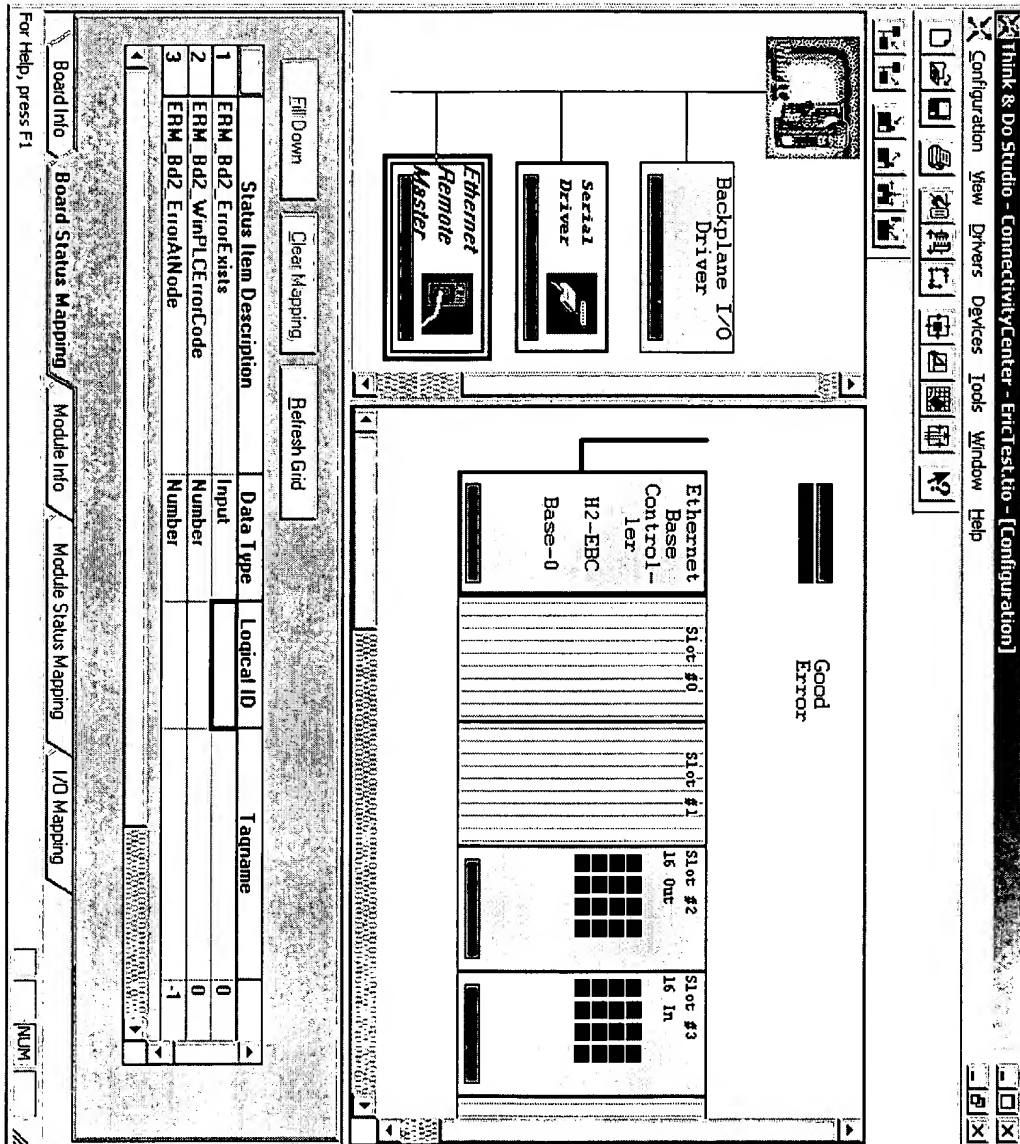 Think & Do Studio - ConnectivityCenter - EricTest.tio - [Configuration]
Configuration View Drivers Devices Tools Window Help
Backplane I/O
Driver
Serial
Driver
Ethernet
Remote
Master
Good
Error
Ethernet
Base
Control-
ler
H2-EBC
Base-0
Slot #0
Slot #1
Slot #2
16 Out
Slot #3
16 In
Fill Down Clear Mapping Refresh Grid
Status Item Description Data Type Logical ID Tagname
1 ERM_Bd2_ErrorExists Input 0
2 ERM_Bd2_WinPLCErrorCode Number 0
3 ERM_Bd2_ErrorAtNode Number -1
Board Info Board Status Mapping Module Info Module Status Mapping I/O Mapping
For Help, press F1 NUM